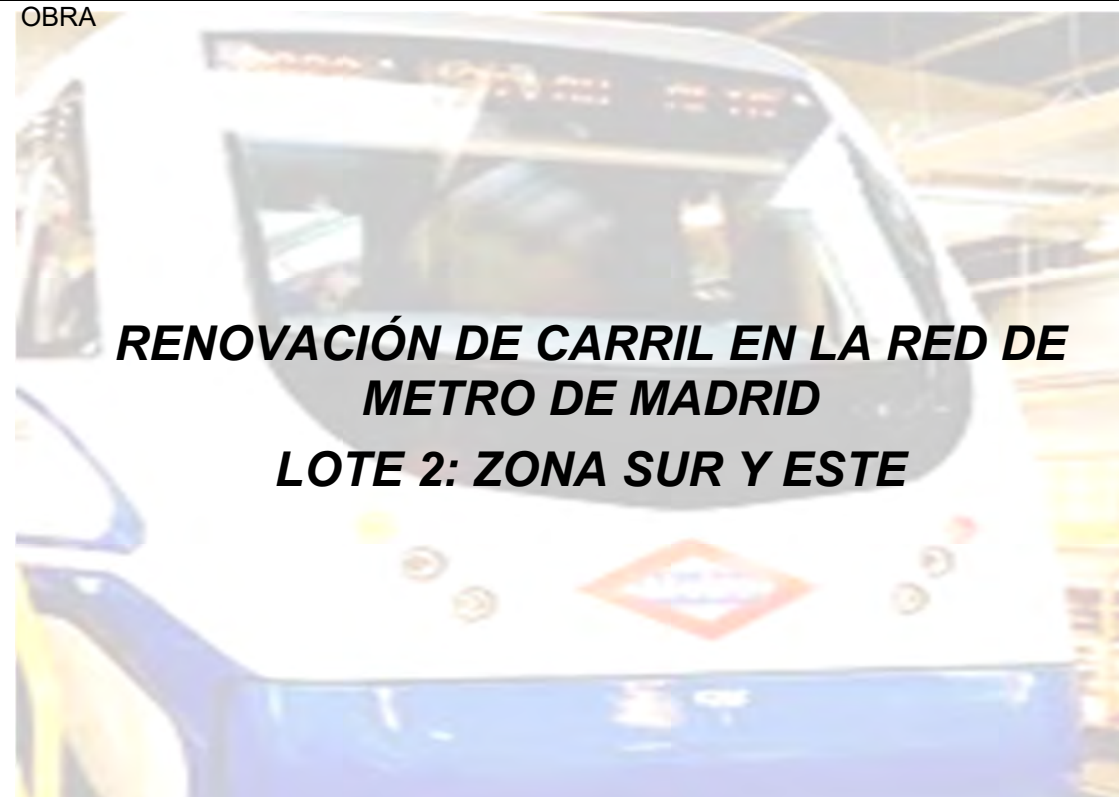 OBRA
RENOVACIÓN DE CARRIL EN LA RED DE
METRO DE MADRID
LOTE 2: ZONA SUR Y ESTE